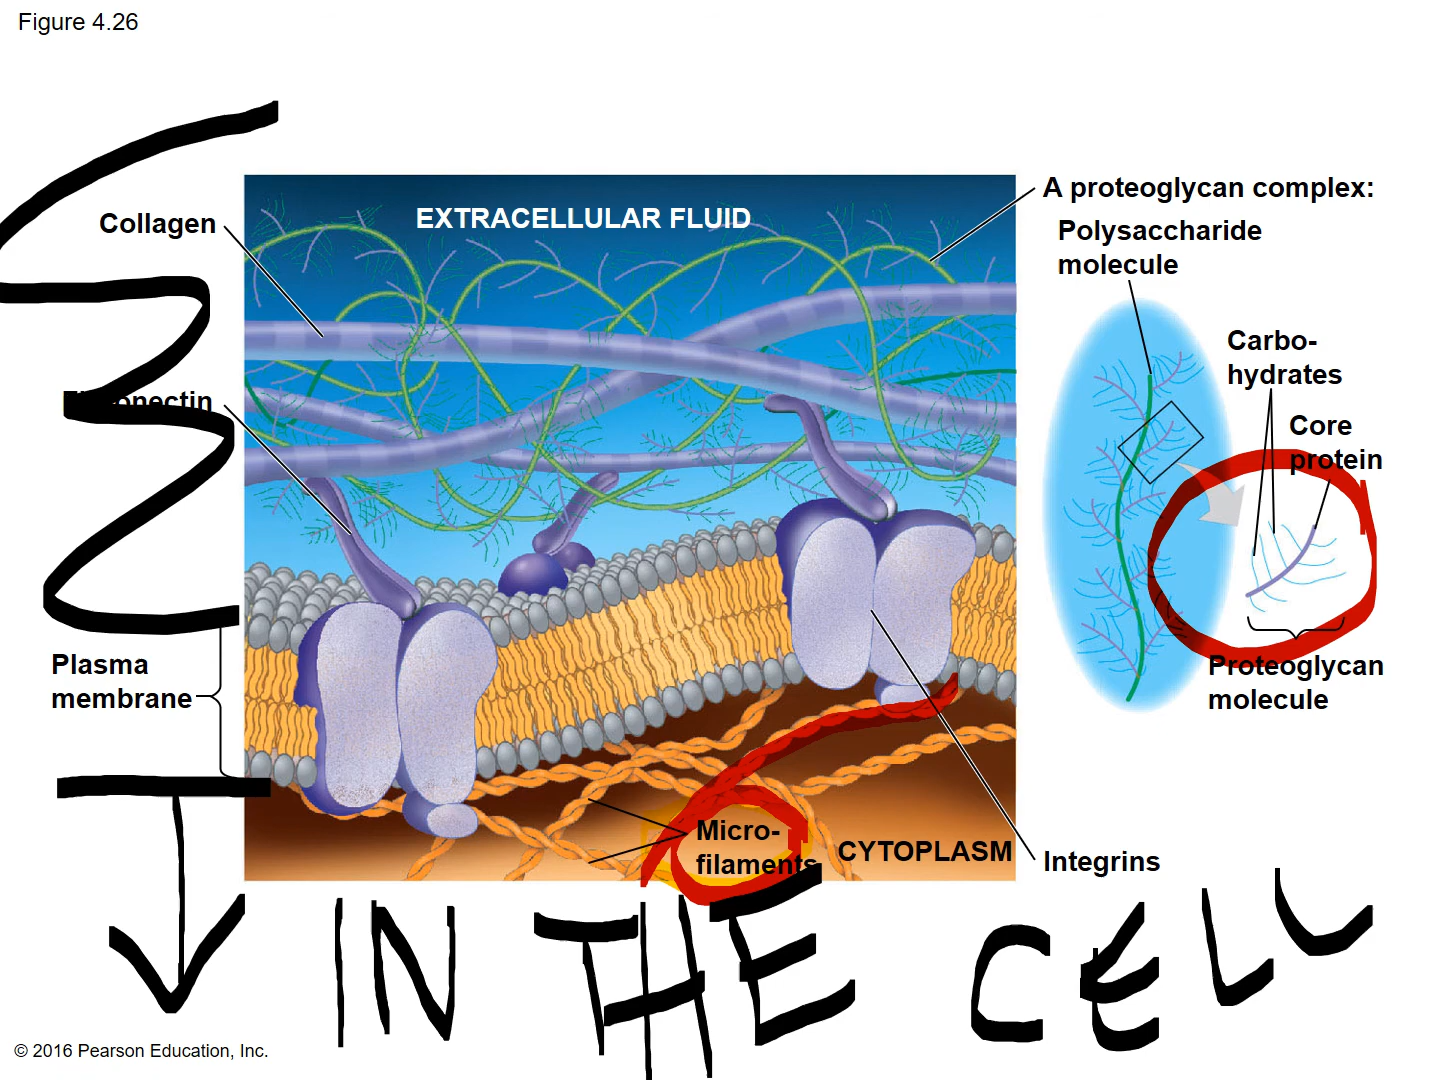 Figure 4.26
EXTRACELLULAR FLUID
Collagen
A proteoglycan complex:
Polysaccharide
molecule
Carbo-
hydrates
Core
protein
Plasma
membrane
Proteoglycan
molecule
Micro-
filaments
CYTOPLASM
Integrins
IN THE CELL
© 2016 Pearson Education, Inc.